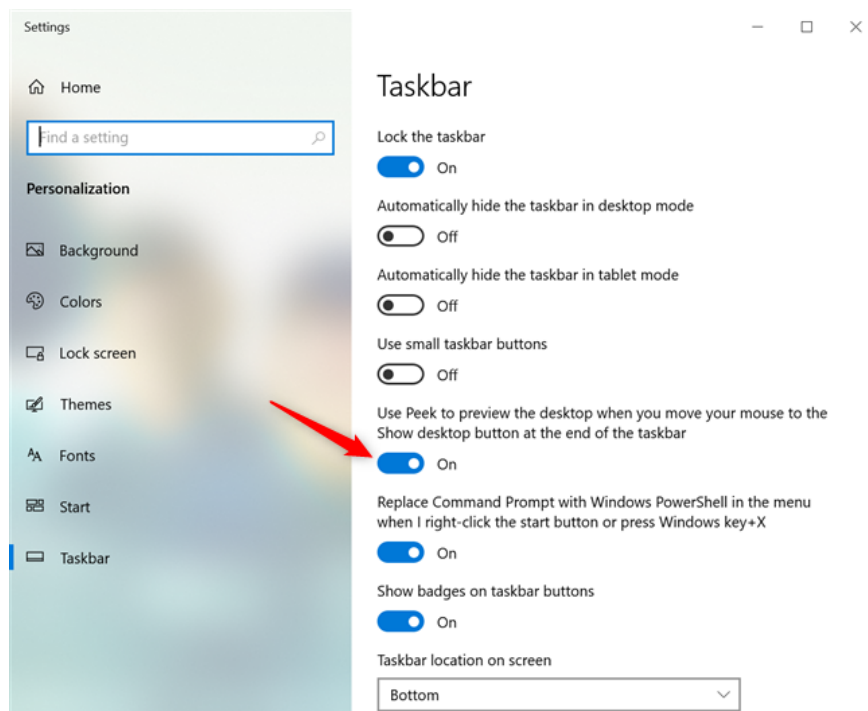 Settings
Home
Find a setting
Personalization
Background
Colors
Lock screen
Themes
Fonts
Start
Taskbar
Taskbar
Lock the taskbar
On
Automatically hide the taskbar in desktop mode
Off
Automatically hide the taskbar in tablet mode
Off
Use small taskbar buttons
Off
Use Peek to preview the desktop when you move your mouse to the
Show desktop button at the end of the taskbar
On
Replace Command Prompt with Windows PowerShell in the menu
when I right-click the start button or press Windows key+X
On
Show badges on taskbar buttons
On
Taskbar location on screen
Bottom